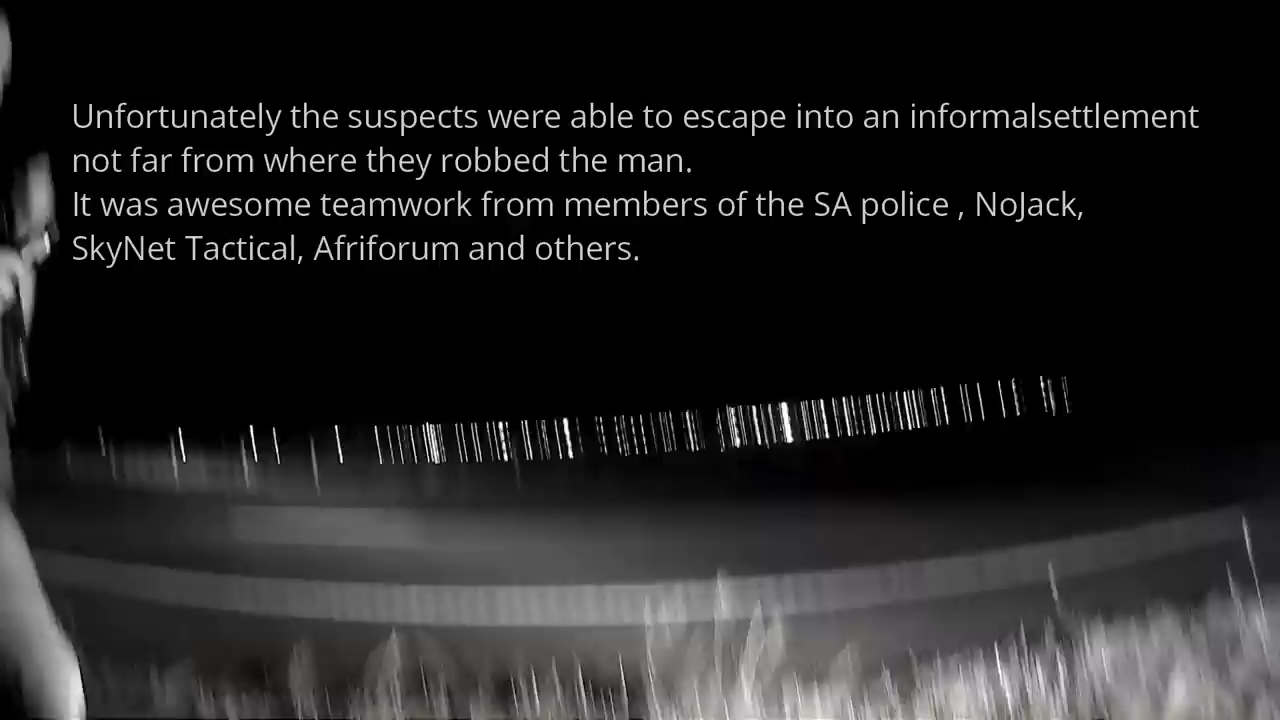 Unfortunately the suspects were able to escape into an informalsettlement
not far from where they robbed the man.
It was awesome teamwork from members of the SA police , NoJack,
SkyNet Tactical, Afriforum and others.